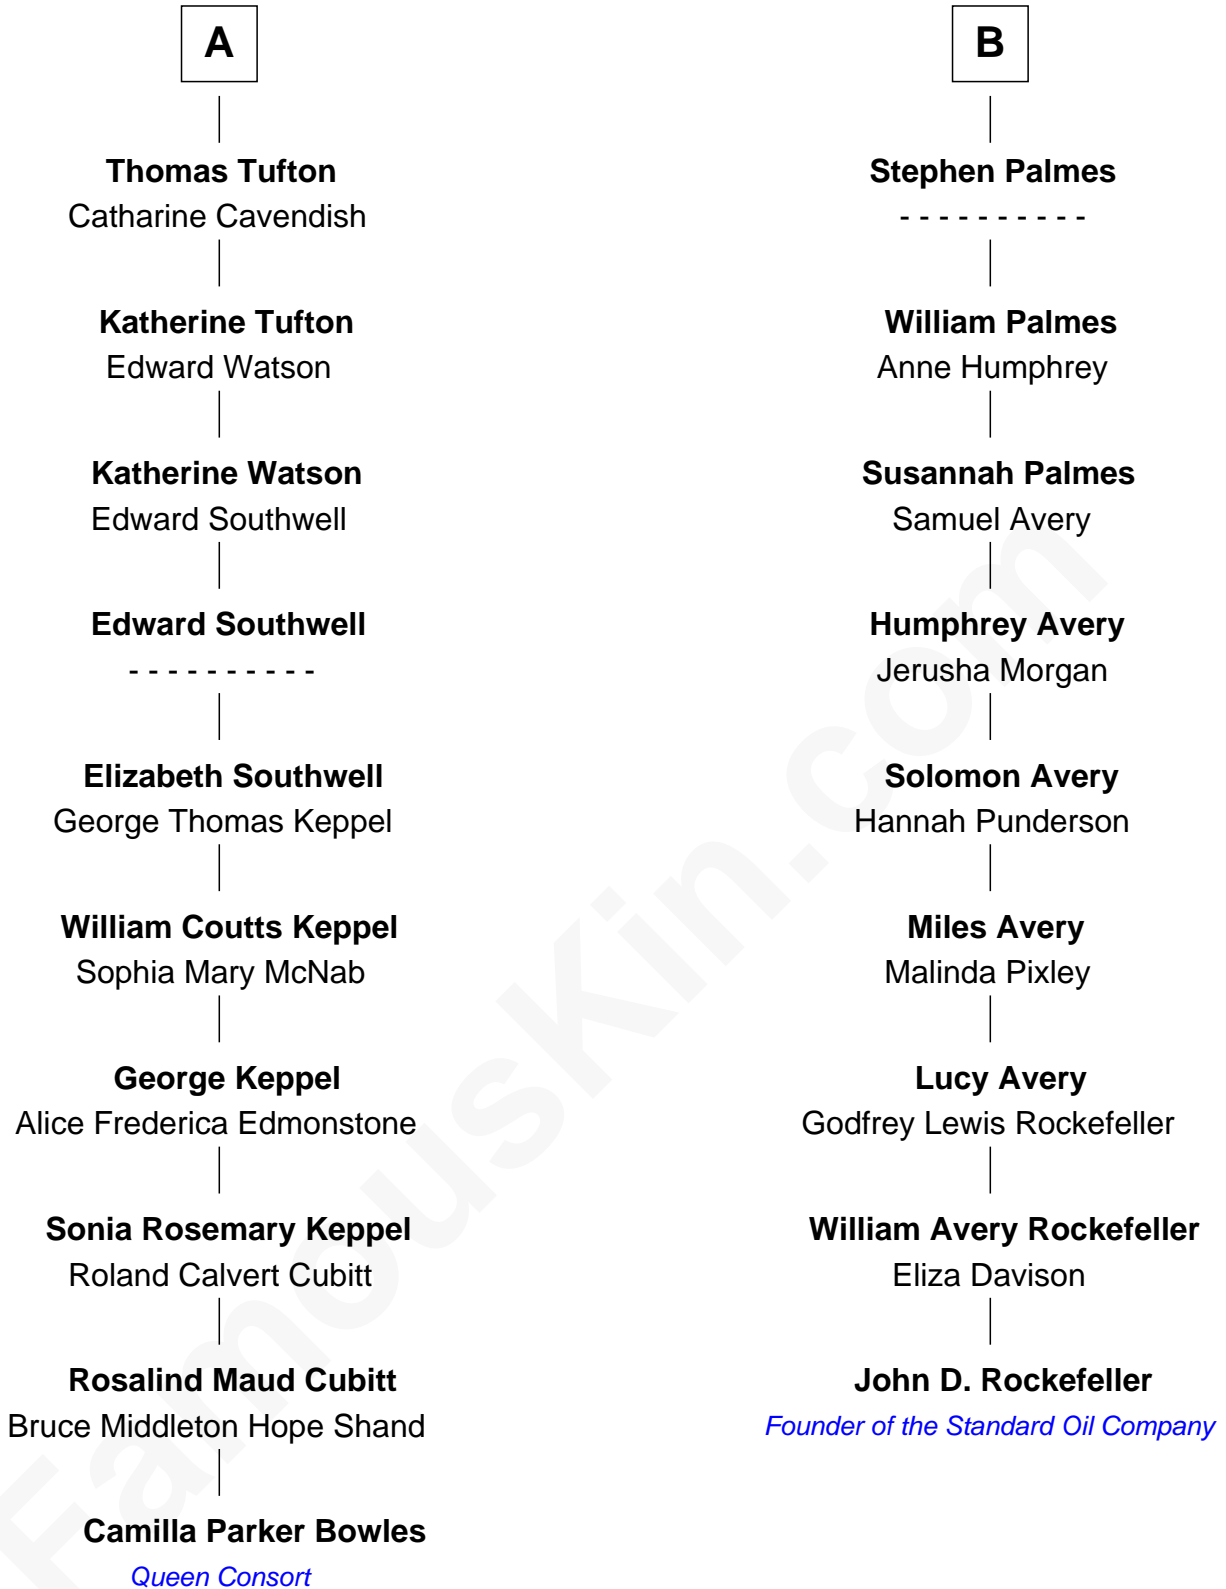 A
Thomas Tufton
Catharine Cavendish
Katherine Tufton
Edward Watson
Katherine Watson
Edward Southwell
Edward Southwell
- - - - - - - - - -
Elizabeth Southwell
George Thomas Keppel
William Coutts Keppel
Sophia Mary McNab
George Keppel
Alice Frederica Edmonstone
Sonia Rosemary Keppel
Roland Calvert Cubitt
Rosalind Maud Cubitt
Bruce Middleton Hope Shand
Camilla Parker Bowles
Queen Consort
B
Stephen Palmes
- - - - - - - - - -
William Palmes
Anne Humphrey
Susannah Palmes
Samuel Avery
Humphrey Avery
Jerusha Morgan
Solomon Avery
Hannah Punderson
Miles Avery
Malinda Pixley
Lucy Avery
Godfrey Lewis Rockefeller
William Avery Rockefeller
Eliza Davison
John D. Rockefeller
Founder of the Standard Oil Company
FamousKin.com